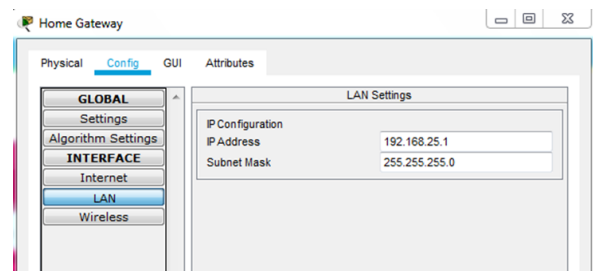 Home Gateway
Physical Config GUI Attributes
GLOBAL
Settings
Algorithm Settings
INTERFACE
Internet
LAN
Wireless
LAN Settings
IP Configuration
IP Address 192.168.25.1
Subnet Mask 255.255.255.0